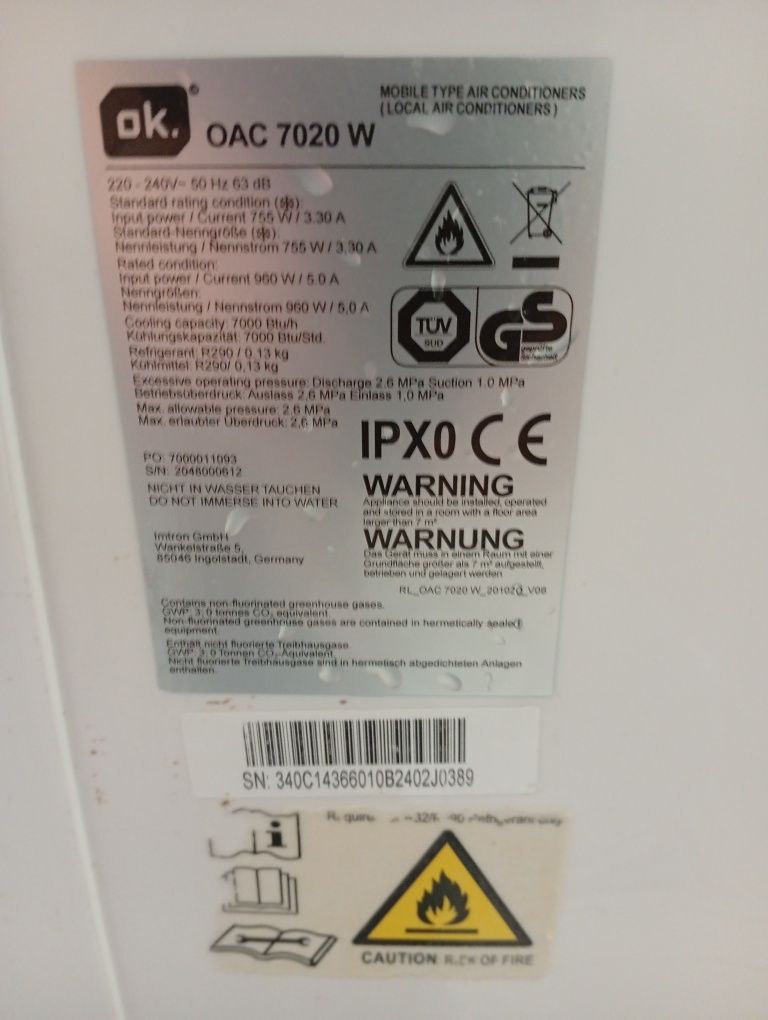 ok.®
MOBILE TYPE AIR CONDITIONERS
( LOCAL AIR CONDITIONERS )
OAC 7020 W
220 - 240V~ 50 Hz 63 dB
Standard rating condition
Input power / Current 755 W / 3.30 A
Standard-Nenngröße
Nennleistung / Nennstrom 755 W / 3,30 A
Rated condition:
Input power / Current 960 W / 5.0 A
Nenngrößen:
Nennleistung / Nennstrom 960 W / 5,0 A
Cooling capacity: 7000 Btu/h
Kühlungskapazität: 7000 Btu/Std.
Refrigerant: R290 / 0.13 kg
Kühlmittel: R290/ 0,13 kg
TÜV
SÜD
GS
geprüfte
Sicherheit
Excessive operating pressure: Discharge 2.6 MPa Suction 1.0 MPa
Betriebsüberdruck: Auslass 2,6 MPa Einlass 1,0 MPa
Max. allowable pressure: 2.6 MPa
Max. erlaubter Überdruck: 2,6 MPa
IPX0 CE
PO: 7000011093
S/N: 2048000612
NICHT IN WASSER TAUCHEN
DO NOT IMMERSE INTO WATER
WARNING
Appliance should be installed, operated
and stored in a room with a floor area
larger than 7 m²
WARNUNG
Das Gerät muss in einem Raum mit einer
Grundfläche größer als 7 m² aufgestellt,
betrieben und gelagert werden
Imtron GmbH
Wankelstraße 5,
85046 Ingolstadt, Germany
RL_OAC 7020 W_201020_V08
Contains non-fluorinated greenhouse gases.
GWP: 3, 0 tonnes CO₂ equivalent.
Non-fluorinated greenhouse gases are contained in hermetically sealed
equipment.
Enthält nicht fluorierte Treibhausgase.
GWP: 3, 0 Tonnen CO₂-Äquivalent.
Nicht fluorierte Treibhausgase sind in hermetisch abgedichteten Anlagen
enthalten.
SN: 340C14366010B2402J0389
CAUTION OF FIRE